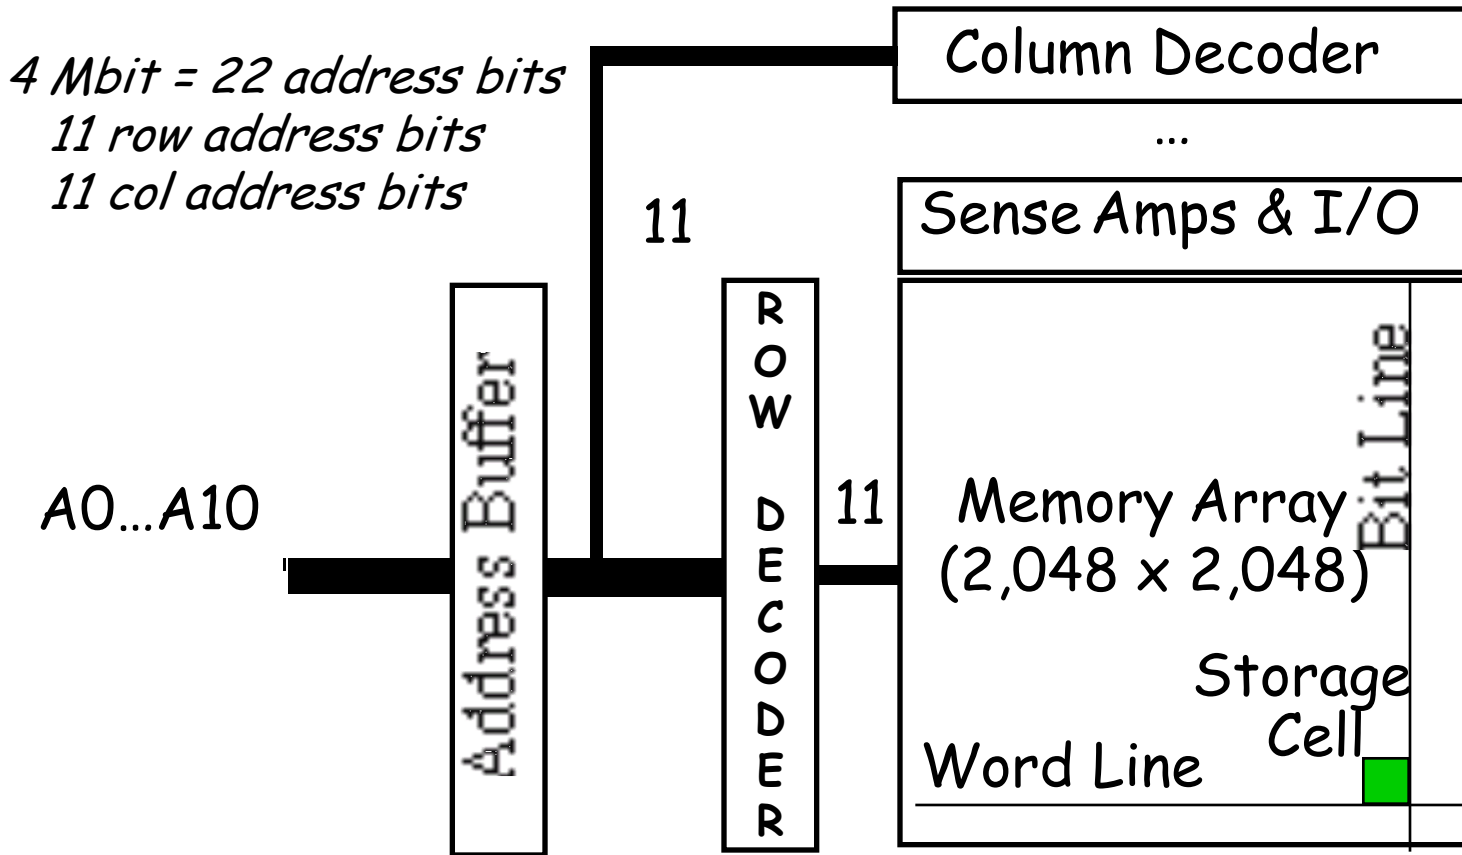 4 Mbit = 22 address bits
11 row address bits
11 col address bits
Column Decoder
...
11
Sense Amps & I/O
Address Buffer
ROW DECODER
A0...A10
11
Bit Line
Memory Array
(2,048 x 2,048)
Storage
Cell
Word Line